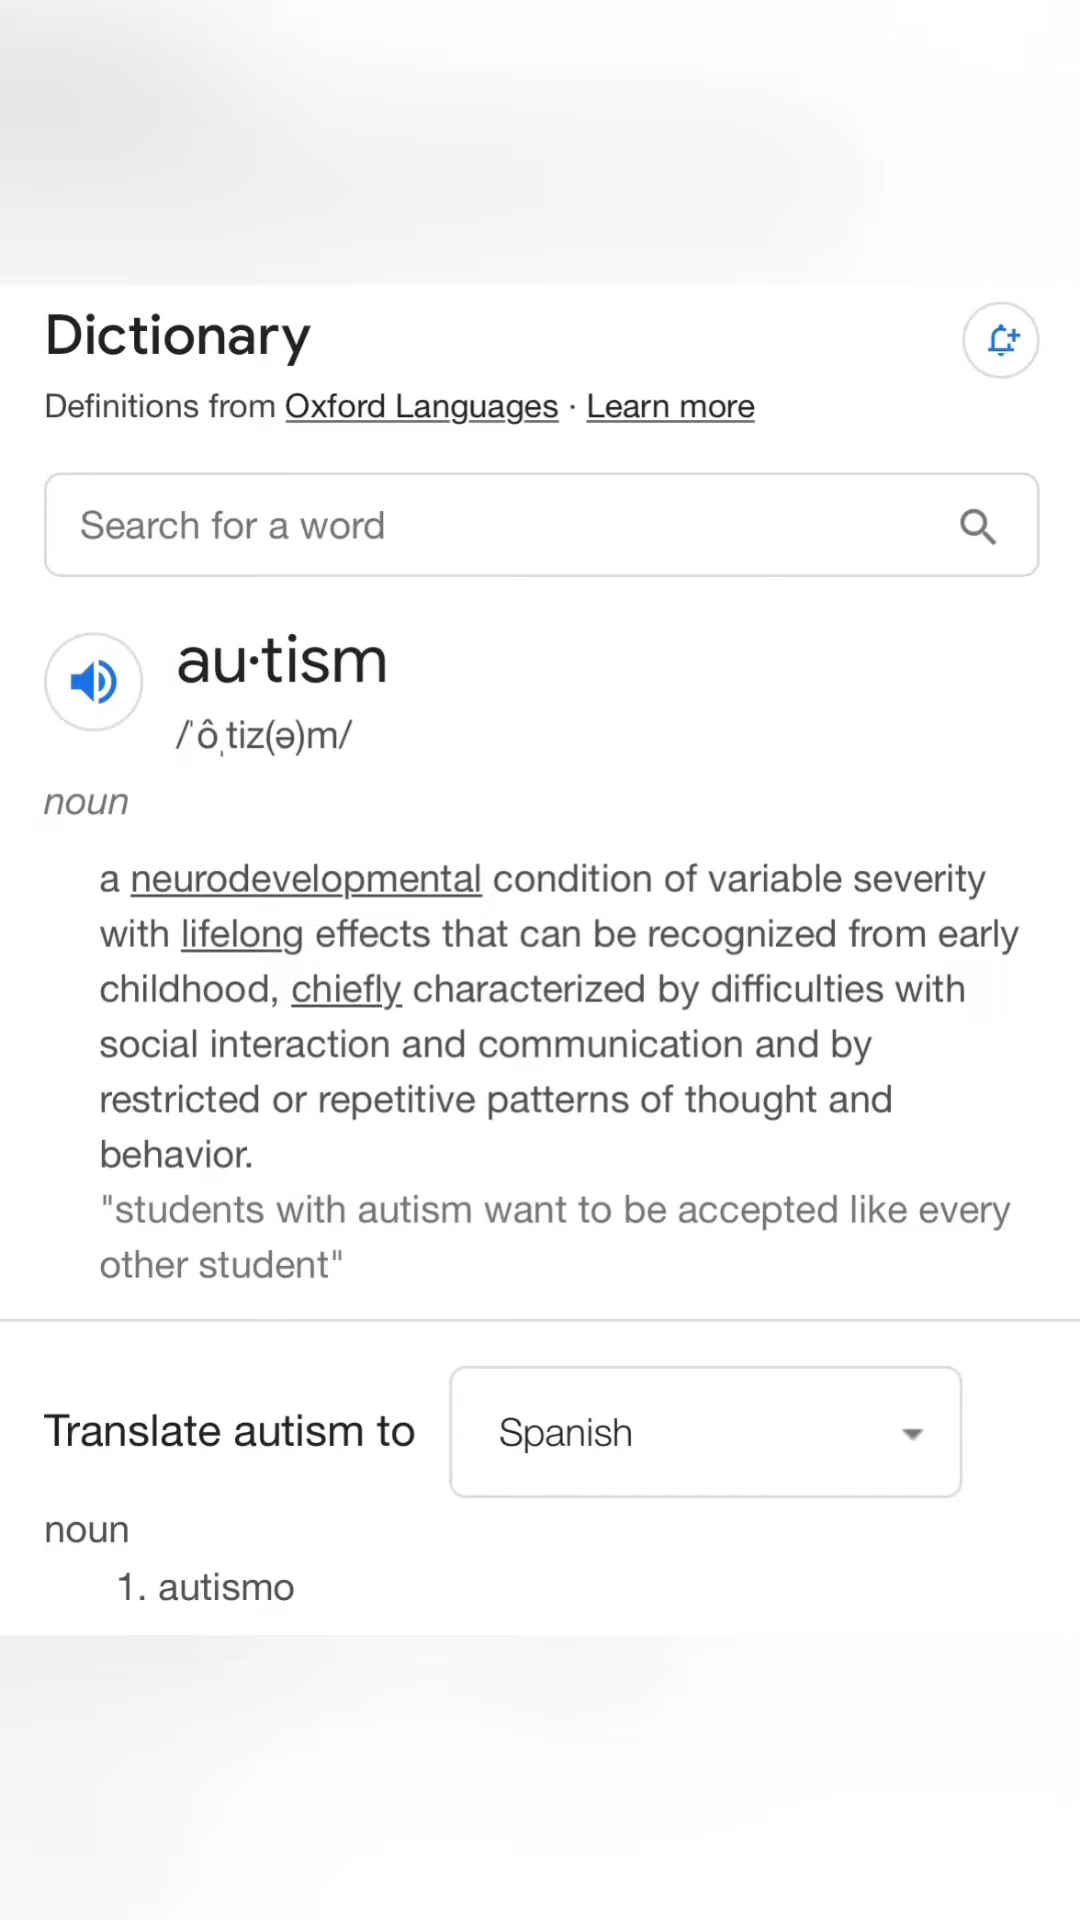 Dictionary
Definitions from Oxford Languages · Learn more
Search for a word
au·tism
/ˈôˌtiz(ə)m/
noun
a neurodevelopmental condition of variable severity
with lifelong effects that can be recognized from early
childhood, chiefly characterized by difficulties with
social interaction and communication and by
restricted or repetitive patterns of thought and
behavior.
"students with autism want to be accepted like every
other student"
Translate autism to Spanish
noun
1. autismo